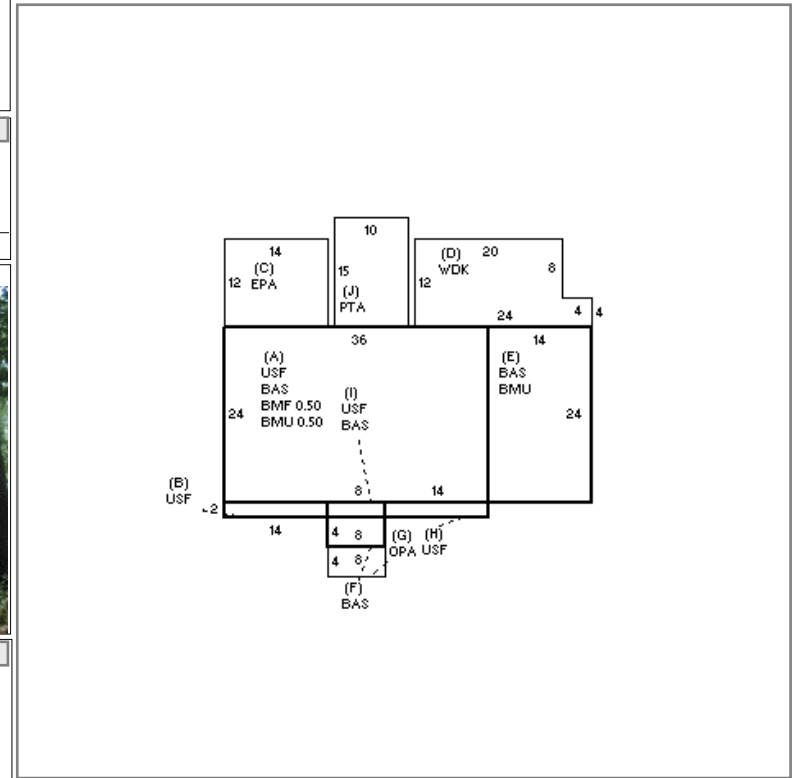 10
14
(C)
12 EPA
15
(J)
PTA
(D) 20
WDK
8
12
24
4 4
36
14
(A)
USF
BAS
BMF 0.50
BMU 0.50
(I)
USF
BAS
(E)
BAS
BMU
24
24
(B)
USF
8
14
2
14
4 8
(G)
OPA
(H)
USF
4 8
(F)
BAS